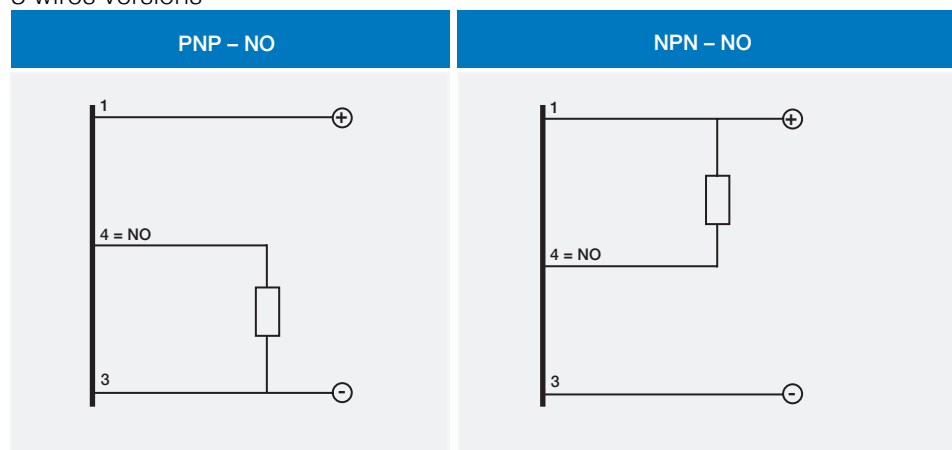 3 wires versions
PNP – NO
NPN – NO
1
+
4 = NO
3
-
1
+
4 = NO
3
-